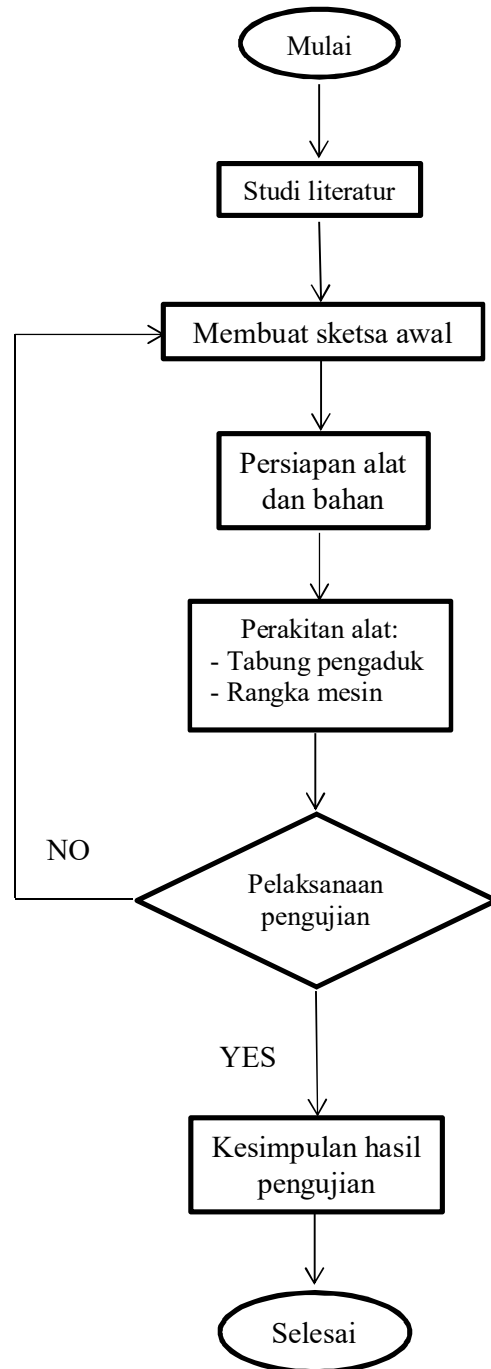 Mulai
Studi literatur
Membuat sketsa awal
Persiapan alat
dan bahan
Perakitan alat:
- Tabung pengaduk
- Rangka mesin
NO
Pelaksanaan
pengujian
YES
Kesimpulan hasil
pengujian
Selesai